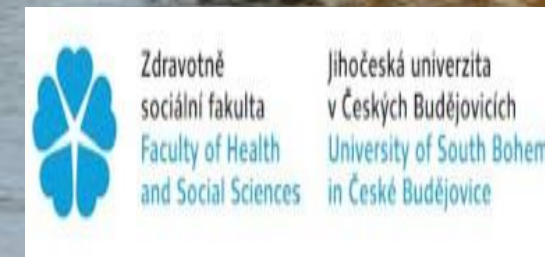 Zdravotně
sociální fakulta
Faculty of Health
and Social Sciences
Jihočeská univerzita
v Českých Budějovicích
University of South Bohem
in České Budějovice